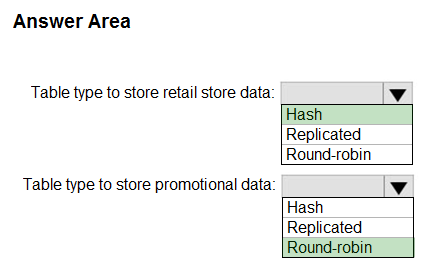 Answer Area
Table type to store retail store data:
Hash
Replicated
Round-robin
Table type to store promotional data:
Hash
Replicated
Round-robin